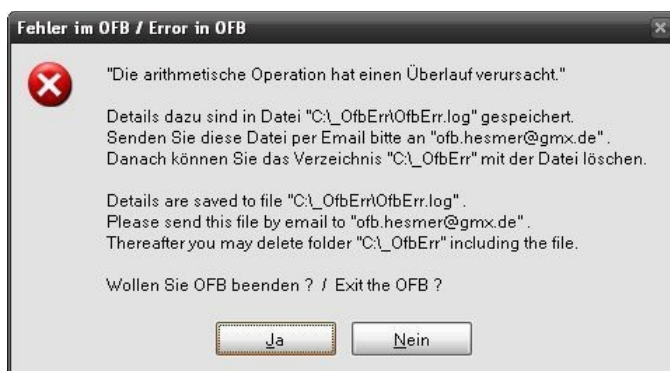 Fehler im OFB / Error in OFB
"Die arithmetische Operation hat einen Überlauf verursacht."
Details dazu sind in Datei "C:\_OfbErr\OfbErr.log" gespeichert.
Senden Sie diese Datei per Email bitte an "ofb.hesmer@gmx.de" .
Danach können Sie das Verzeichnis "C:\_OfbErr" mit der Datei löschen.
Details are saved to file "C:\_OfbErr\OfbErr.log" .
Please send this file by email to "ofb.hesmer@gmx.de" .
Thereafter you may delete folder "C:\_OfbErr" including the file.
Wollen Sie OFB beenden ? / Exit the OFB ?
Ja
Nein